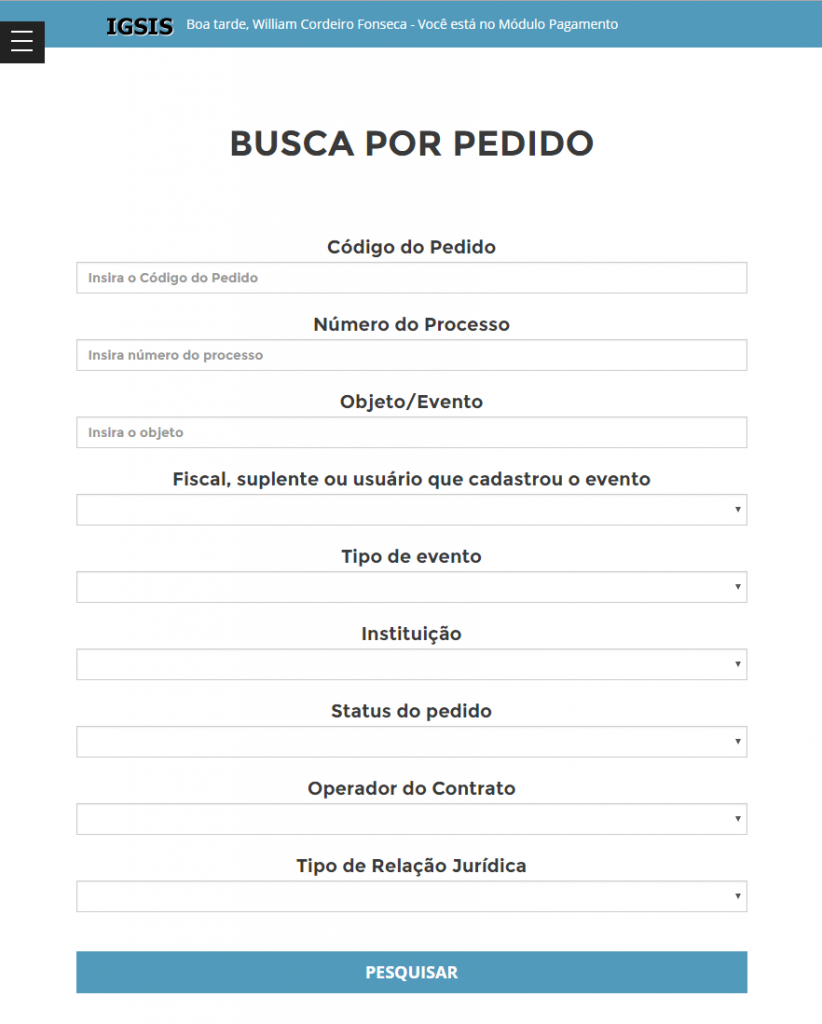 IGSIS Boa tarde, William Cordeiro Fonseca - Você está no Módulo Pagamento
BUSCA POR PEDIDO
Código do Pedido
Insira o Código do Pedido
Número do Processo
Insira número do processo
Objeto/Evento
Insira o objeto
Fiscal, suplente ou usuário que cadastrou o evento
Tipo de evento
Instituição
Status do pedido
Operador do Contrato
Tipo de Relação Jurídica
PESQUISAR